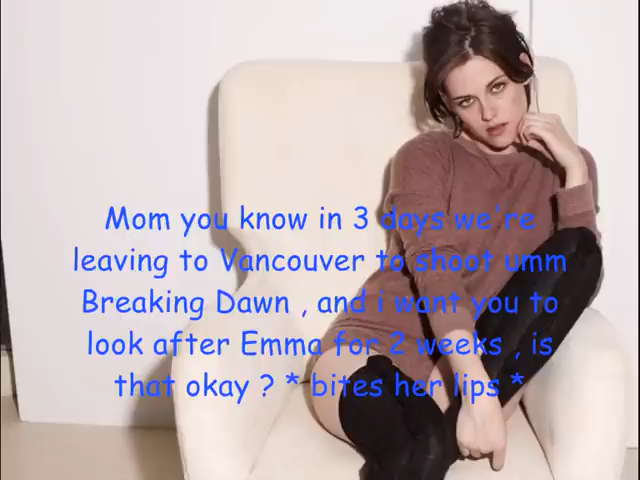 Mom you know in 3 days we're
leaving to Vancouver to shoot umm
Breaking Dawn , and i want you to
look after Emma for 2 weeks , is
that okay ? * bites her lips *